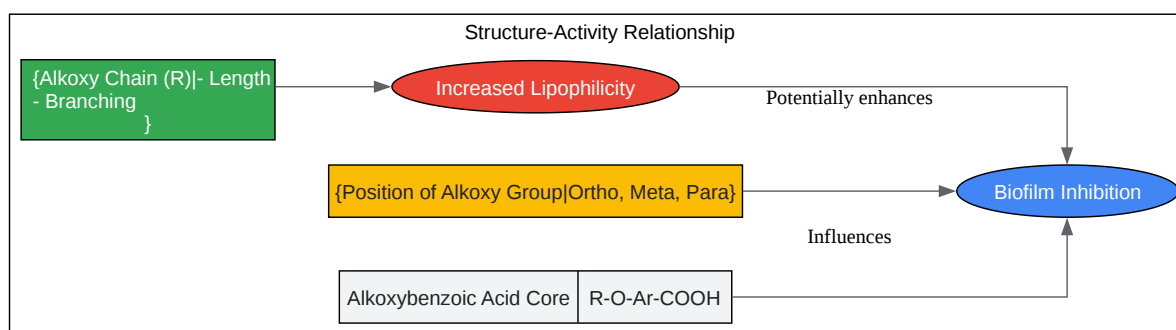 Structure-Activity Relationship
{Alkoxy Chain (R)|- Length
- Branching
}
Increased Lipophilicity
Potentially enhances
{Position of Alkoxy Group|Ortho, Meta, Para}
Biofilm Inhibition
Influences
Alkoxybenzoic Acid Core
R-O-Ar-COOH